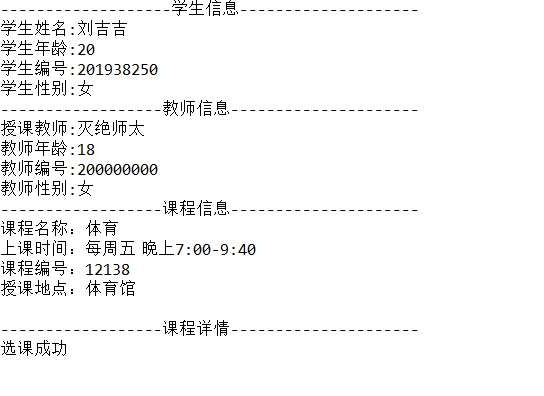 -------------------学生信息--------------------
学生姓名:刘吉吉
学生年龄:20
学生编号:201938250
学生性别:女
------------------教师信息---------------------
授课教师:灭绝师太
教师年龄:18
教师编号:200000000
教师性别:女
------------------课程信息---------------------
课程名称：体育
上课时间：每周五 晚上7:00-9:40
课程编号：12138
授课地点：体育馆

------------------课程详情---------------------
选课成功